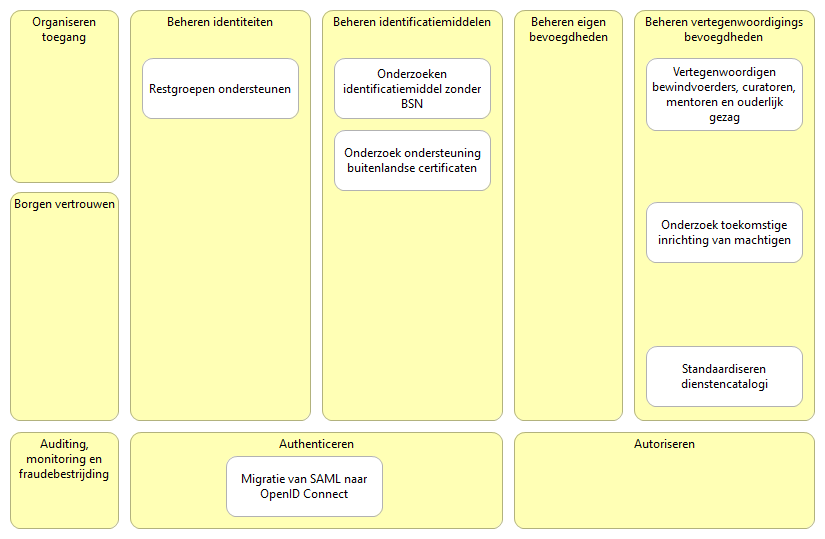 Organiseren
toegang
Beheren identiteiten
Restgroepen ondersteunen
Beheren identificatiemiddelen
Onderzoeken
identificatiemiddel zonder
BSN
Onderzoek ondersteuning
buitenlandse certificaten
Beheren eigen
bevoegdheden
Beheren vertegenwoordigings
bevoegdheden
Vertegenwoordigen
bewindvoerders, curatoren,
mentoren en ouderlijk
gezag
Onderzoek toekomstige
inrichting van machtigen
Standaardiseren
dienstencatalogi
Borgen vertrouwen
Auditing,
monitoring en
fraudebestrijding
Authenticeren
Migratie van SAML naar
OpenID Connect
Autoriseren